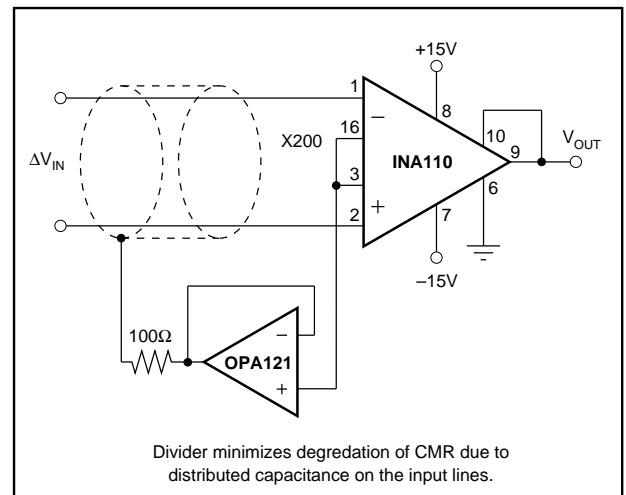 +15V
1
8
16
−
10
X200
V_OUT
9
ΔV_IN
INA110
3
6
+
2
7
−15V
100Ω
−
OPA121
+
Divider minimizes degredation of CMR due to
distributed capacitance on the input lines.